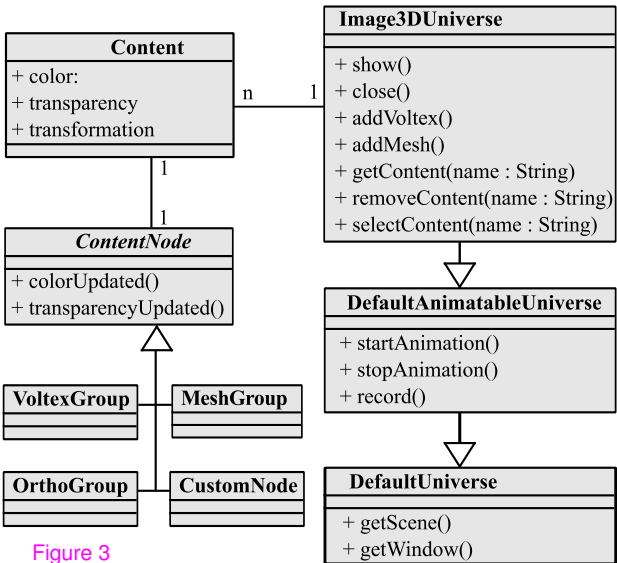 Content
+ color:
+ transparency
+ transformation
n
1
Image3DUniverse
+ show()
+ close()
+ addVoltex()
+ addMesh()
+ getContent(name : String)
+ removeContent(name : String)
+ selectContent(name : String)
1
1
ContentNode
+ colorUpdated()
+ transparencyUpdated()
DefaultAnimatableUniverse
+ startAnimation()
+ stopAnimation()
+ record()
VoltexGroup
MeshGroup
OrthoGroup
CustomNode
DefaultUniverse
+ getScene()
+ getWindow()
Figure 3